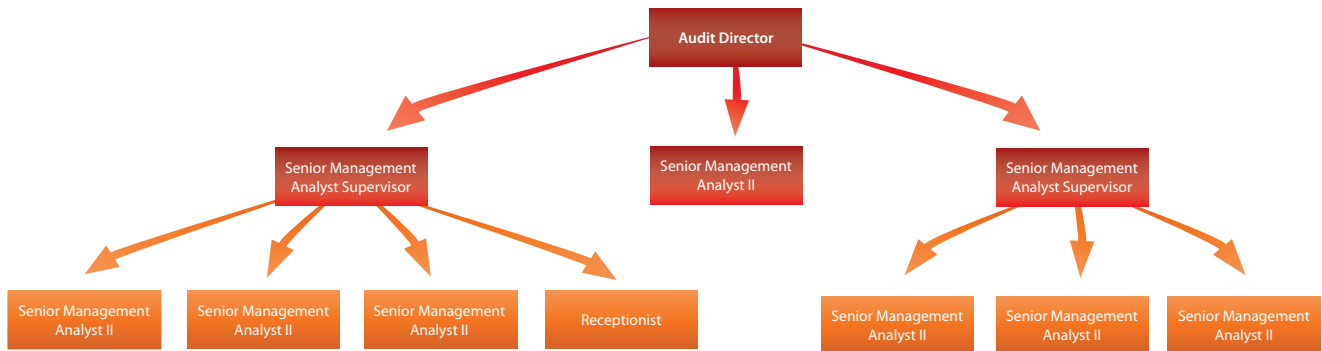 Audit Director
Senior Management
Analyst Supervisor
Senior Management
Analyst II
Senior Management
Analyst Supervisor
Senior Management
Analyst II
Senior Management
Analyst II
Senior Management
Analyst II
Receptionist
Senior Management
Analyst II
Senior Management
Analyst II
Senior Management
Analyst II